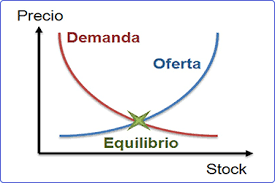 Precio
Demanda
Oferta
Equilibrio
Stock